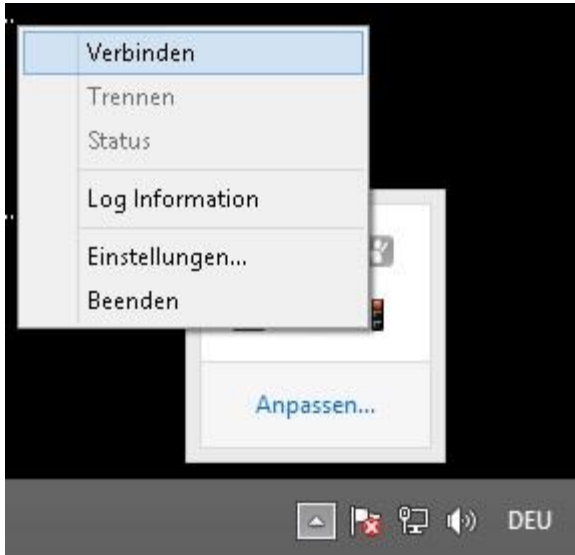 Verbinden
Trennen
Status
Log Information
Einstellungen...
Beenden
Anpassen...
DEU